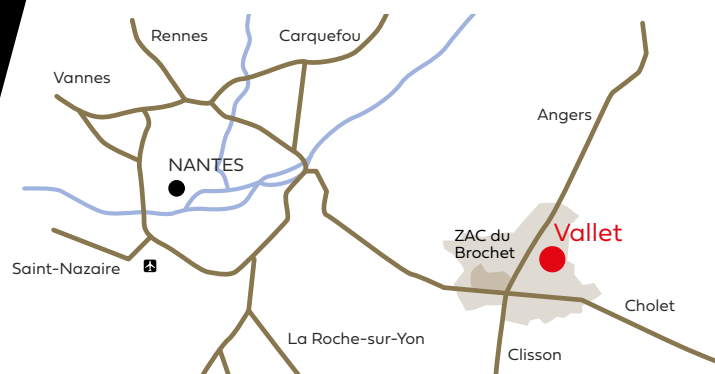 Rennes
Carquefou
Vannes
Angers
NANTES
Vallet
ZAC du
Brochet
Saint-Nazaire
Cholet
La Roche-sur-Yon
Clisson